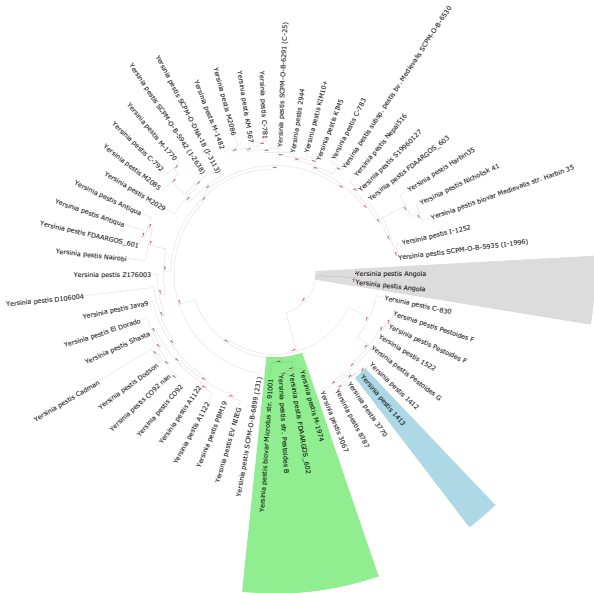 Yersinia pestis Angola
Yersinia pestis Angola
Yersinia pestis C-830
Yersinia pestis Pestoides F
Yersinia pestis Pestoides F
Yersinia pestis 1522
Yersinia pestis Pestoides G
Yersinia pestis 1412
Yersinia pestis 1413
Yersinia pestis 3770
Yersinia pestis 8787
Yersinia pestis 3067
Yersinia pestis M-1974
Yersinia pestis FDAARGOS_602
Yersinia pestis str. Pestoides B
Yersinia pestis biovar Microtus str. 91001
Yersinia pestis SCPM-O-B-6899 (231)
Yersinia pestis EV NIIEG
Yersinia pestis PBM19
Yersinia pestis A1122
Yersinia pestis A1122
Yersinia pestis CO92
Yersinia pestis CO92 nan
Yersinia pestis Dodson
Yersinia pestis Cadman
Yersinia pestis Shasta
Yersinia pestis El Dorado
Yersinia pestis Java9
Yersinia pestis D106004
Yersinia pestis Z176003
Yersinia pestis Nairobi
Yersinia pestis FDAARGOS_601
Yersinia pestis Antiqua
Yersinia pestis Antiqua
Yersinia pestis M2029
Yersinia pestis M2085
Yersinia pestis C-792
Yersinia pestis M-1770
Yersinia pestis SCPM-O-B-5942 (I-2638)
Yersinia pestis SCPM-O-DNA-18 (I-3113)
Yersinia pestis M-1482
Yersinia pestis M2086
Yersinia pestis KM 567
Yersinia pestis C-781
Yersinia pestis SCPM-O-B-6291 (C-25)
Yersinia pestis 2944
Yersinia pestis KIM10+
Yersinia pestis KIM5
Yersinia pestis C-783
Yersinia pestis subsp. pestis bv. Medievalis SCPM-O-B-6530
Yersinia pestis Nepal516
Yersinia pestis S19960127
Yersinia pestis FDAARGOS_603
Yersinia pestis Harbin35
Yersinia pestis Nicholisk 41
Yersinia pestis biovar Medievalis str. Harbin 35
Yersinia pestis I-1252
Yersinia pestis SCPM-O-B-5935 (I-1996)